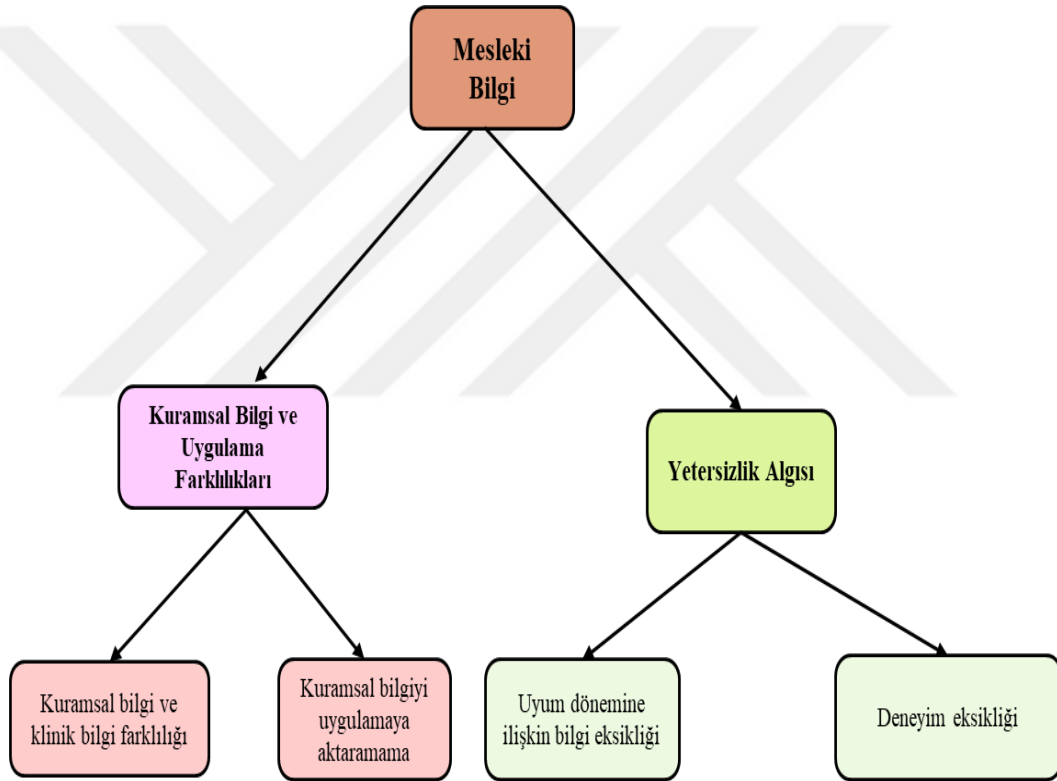 Mesleki
Bilgi
Kuramsal Bilgi ve
Uygulama
Farklılıkları
Yetersizlik Algısı
Kuramsal bilgi ve
klinik bilgi farklılığı
Kuramsal bilgiyi
uygulamaya
aktaramama
Uyum dönemine
ilişkin bilgi eksikliği
Deneyim eksikliği